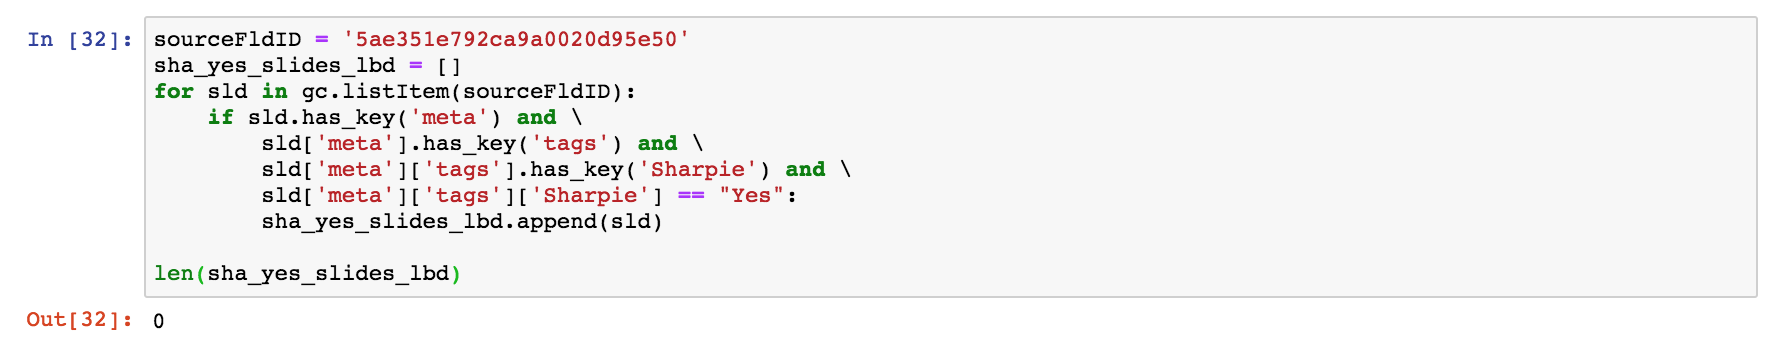 In [32]: sourceFldID = '5ae351e792ca9a0020d95e50'
sha_yes_slides_lbd = []
for sld in gc.listItem(sourceFldID):
    if sld.has_key('meta') and \
        sld['meta'].has_key('tags') and \
        sld['meta']['tags'].has_key('Sharpie') and \
        sld['meta']['tags']['Sharpie'] == "Yes":
        sha_yes_slides_lbd.append(sld)

len(sha_yes_slides_lbd)
Out[32]: 0